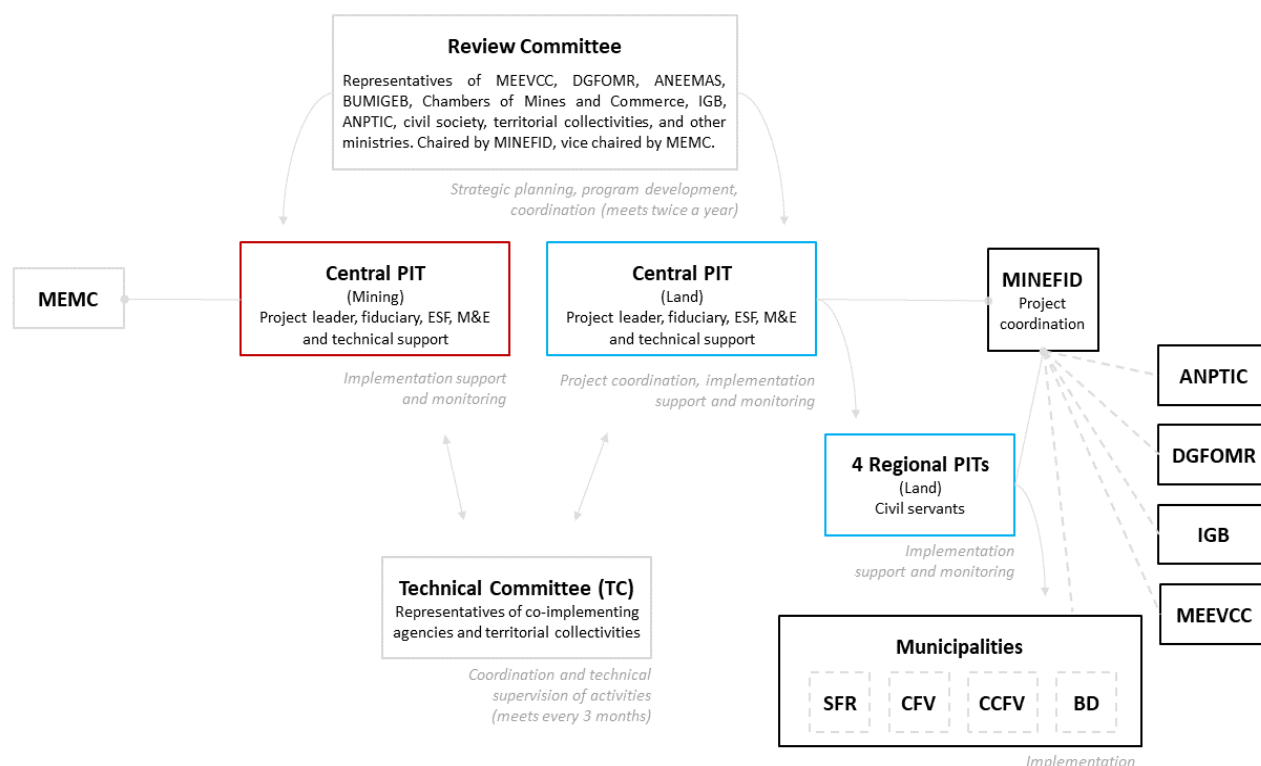 Review Committee
Representatives of MEEVCC, DGFOMR, ANEEMAS,
BUMIGEB, Chambers of Mines and Commerce, IGB,
ANPTIC, civil society, territorial collectivities, and other
ministries. Chaired by MINEFID, vice chaired by MEMC.
Strategic planning, program development,
coordination (meets twice a year)
MEMC
Central PIT
(Mining)
Project leader, fiduciary, ESF, M&E
and technical support
Implementation support
and monitoring
Central PIT
(Land)
Project leader, fiduciary, ESF, M&E
and technical support
Project coordination, implementation
support and monitoring
MINEFID
Project
coordination
ANPTIC
DGFOMR
IGB
MEEVCC
4 Regional PITs
(Land)
Civil servants
Implementation
support and monitoring
Technical Committee (TC)
Representatives of co-implementing
agencies and territorial collectivities
Coordination and technical
supervision of activities
(meets every 3 months)
Municipalities
SFR
CFV
CCFV
BD
Implementation